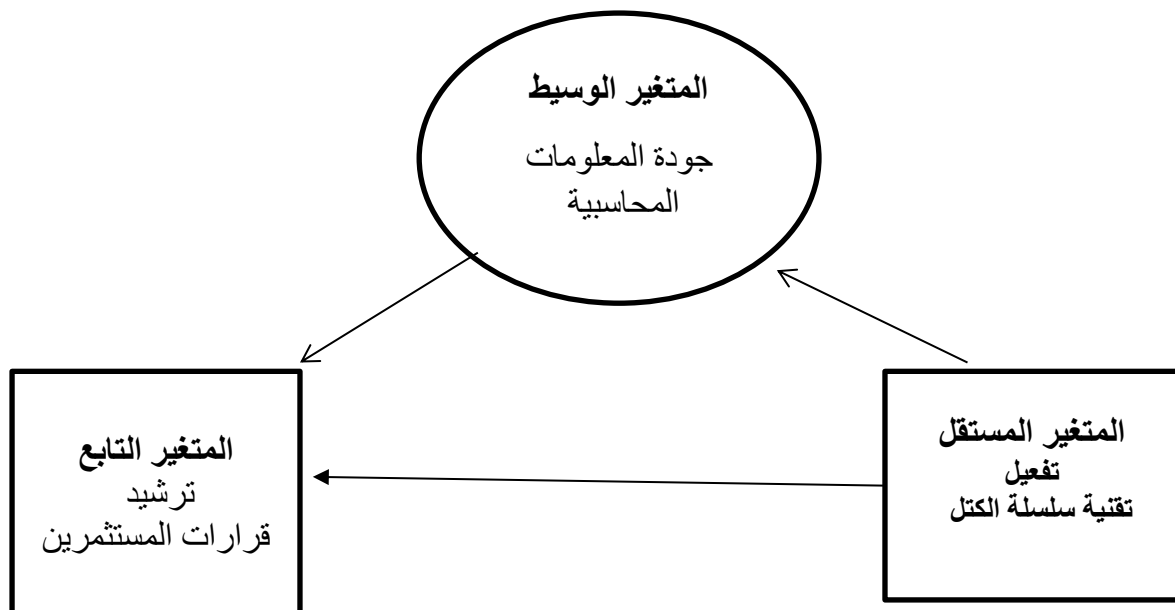 المتغير الوسيط
جودة المعلومات
المحاسبية
المتغير المستقل
تفعيل
تقنية سلسلة الكتل
المتغير التابع
ترشيد
قرارات المستثمرين